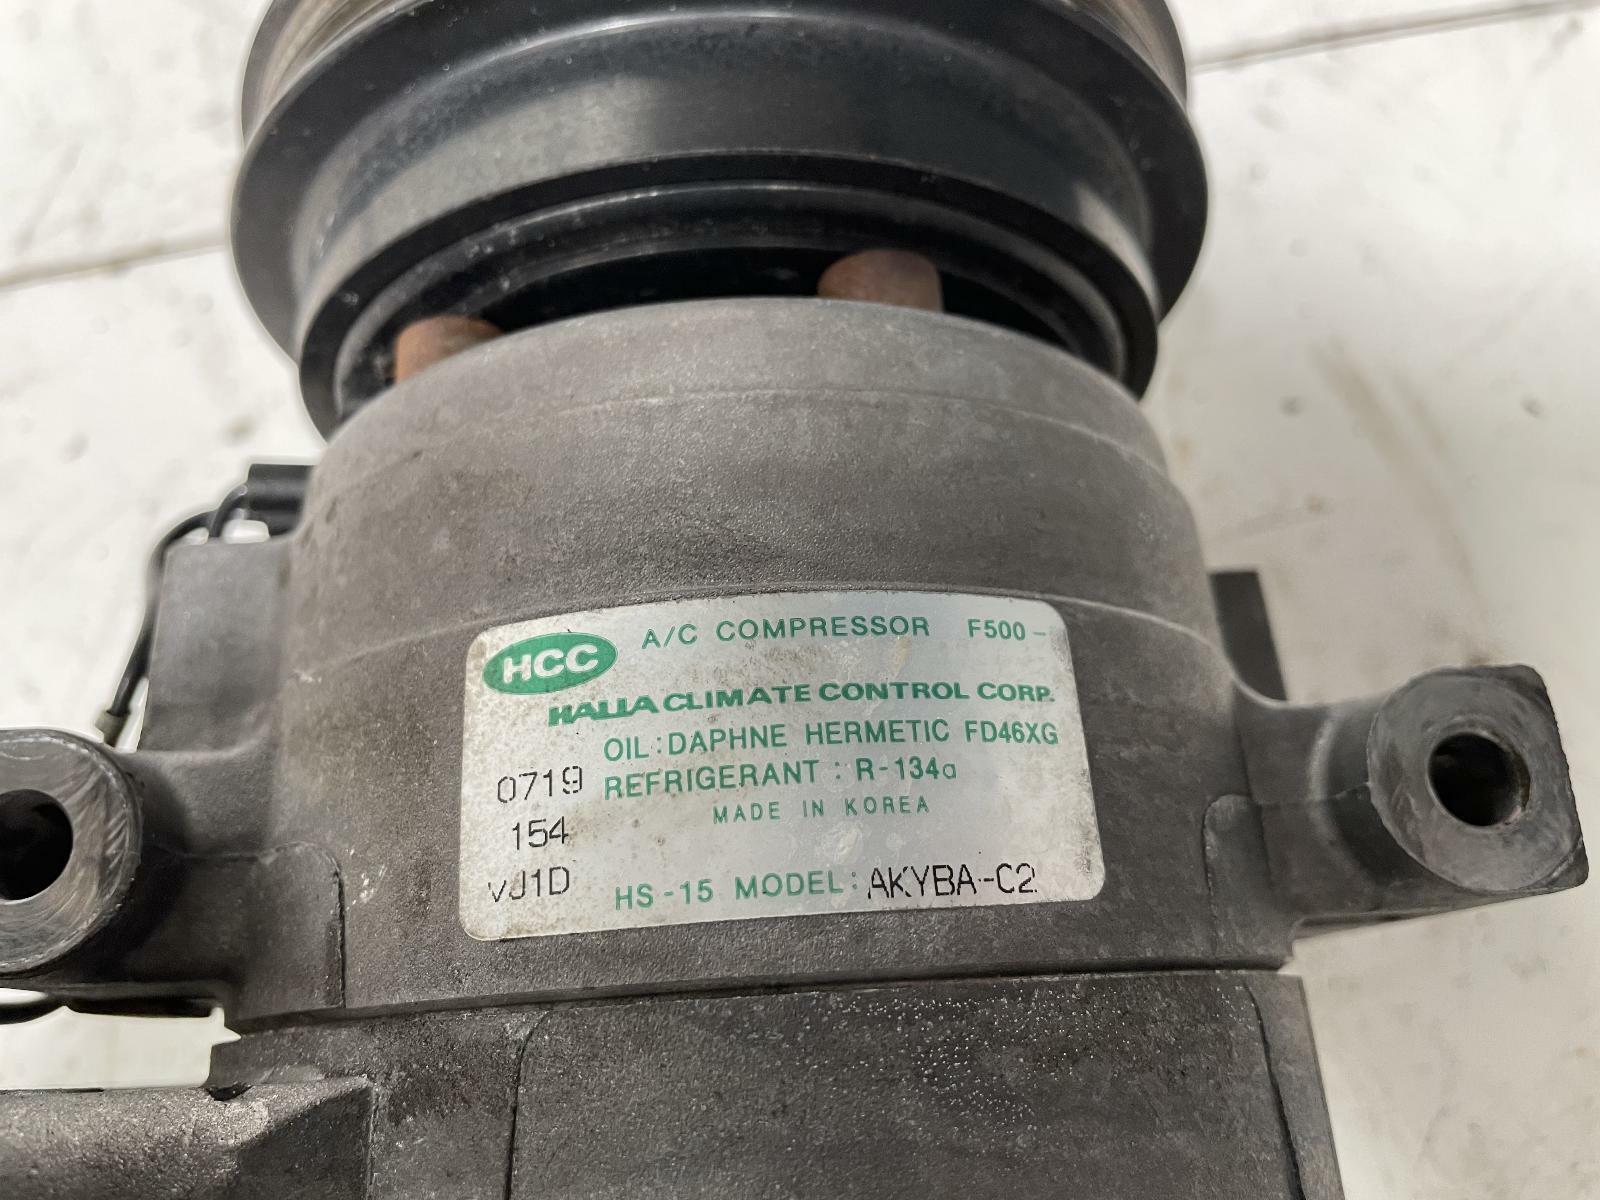 HCC A/C COMPRESSOR F500-
HALLA CLIMATE CONTROL CORP.
OIL : DAPHNE HERMETIC FD46XG
0719 REFRIGERANT : R-134a
MADE IN KOREA
154
VJ1D HS-15 MODEL: AKYBA-C2